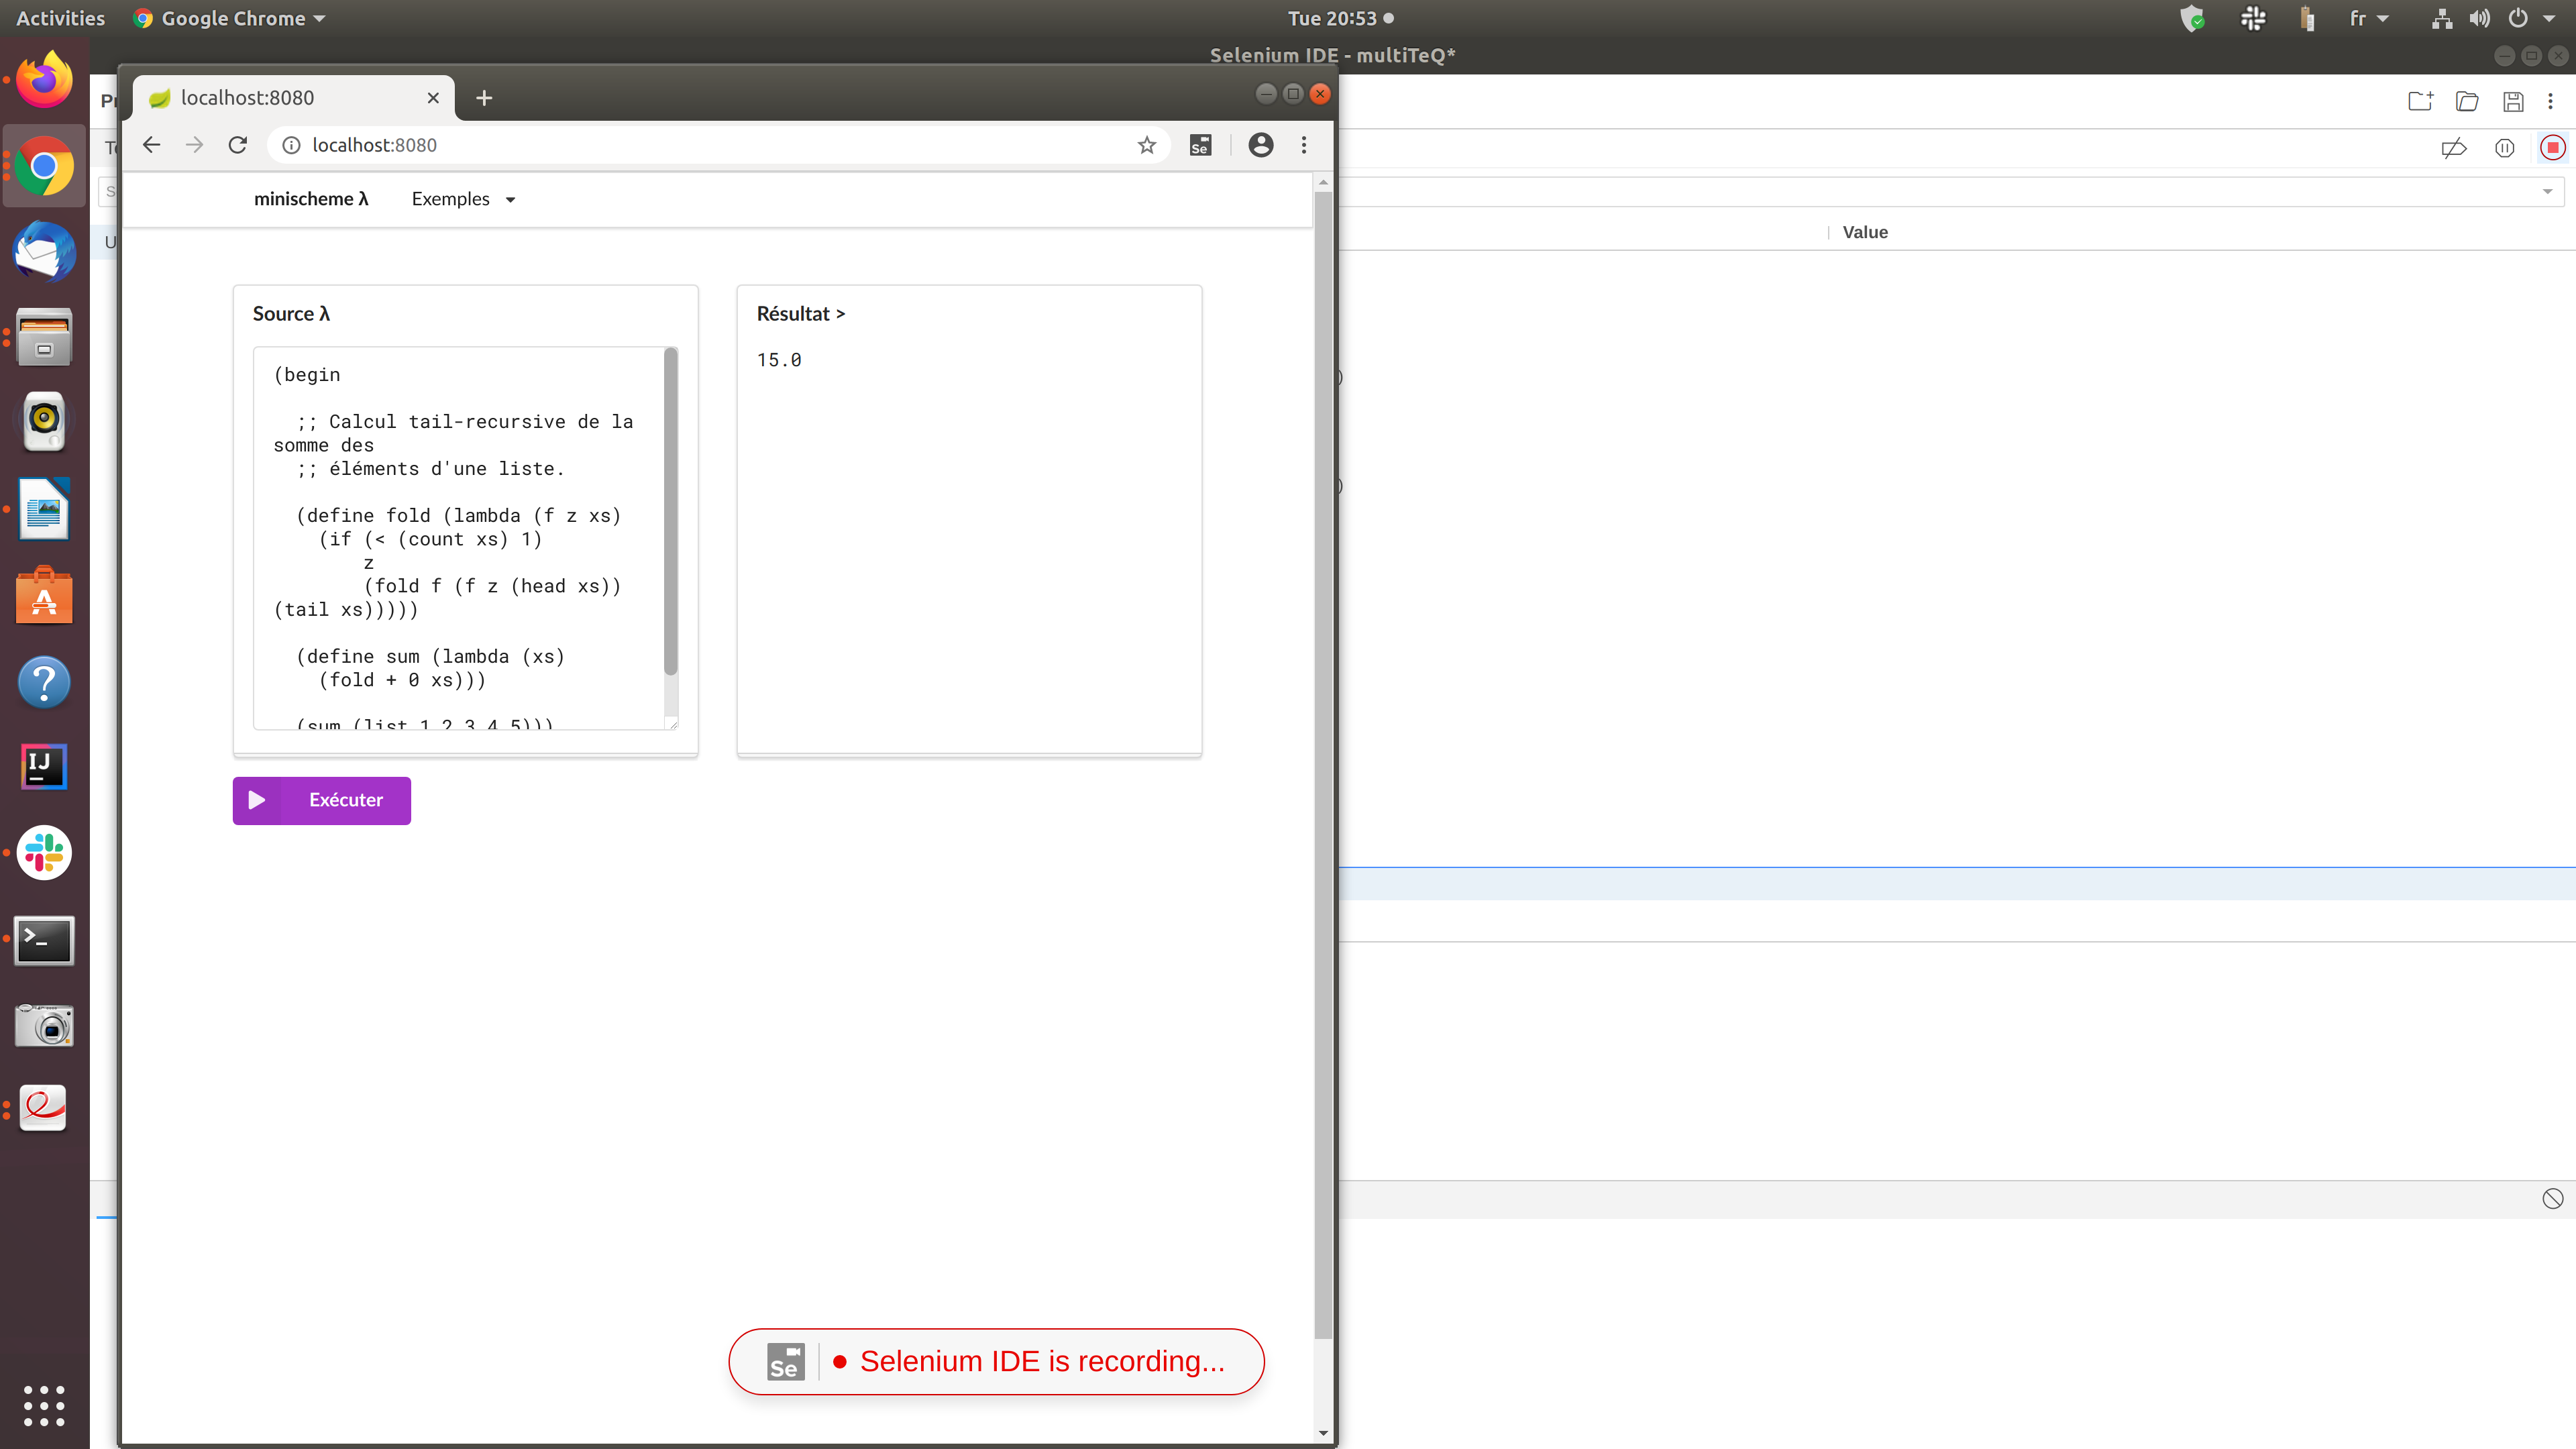 Activities
Google Chrome
Tue 20:53
fr
Selenium IDE - multiTeQ*
localhost:8080
localhost:8080
Se
minischeme λ
Exemples
Value
Source λ
Résultat >
(begin
;; Calcul tail-recursive de la
somme des
;; éléments d'une liste.
(define fold (lambda (f z xs)
(if (< (count xs) 1)
z
(fold f (f z (head xs))
(tail xs)))))
(define sum (lambda (xs)
(fold + 0 xs)))
(sum (list 1 2 3 4 5)))
15.0
Exécuter
Se
Selenium IDE is recording...
IJ